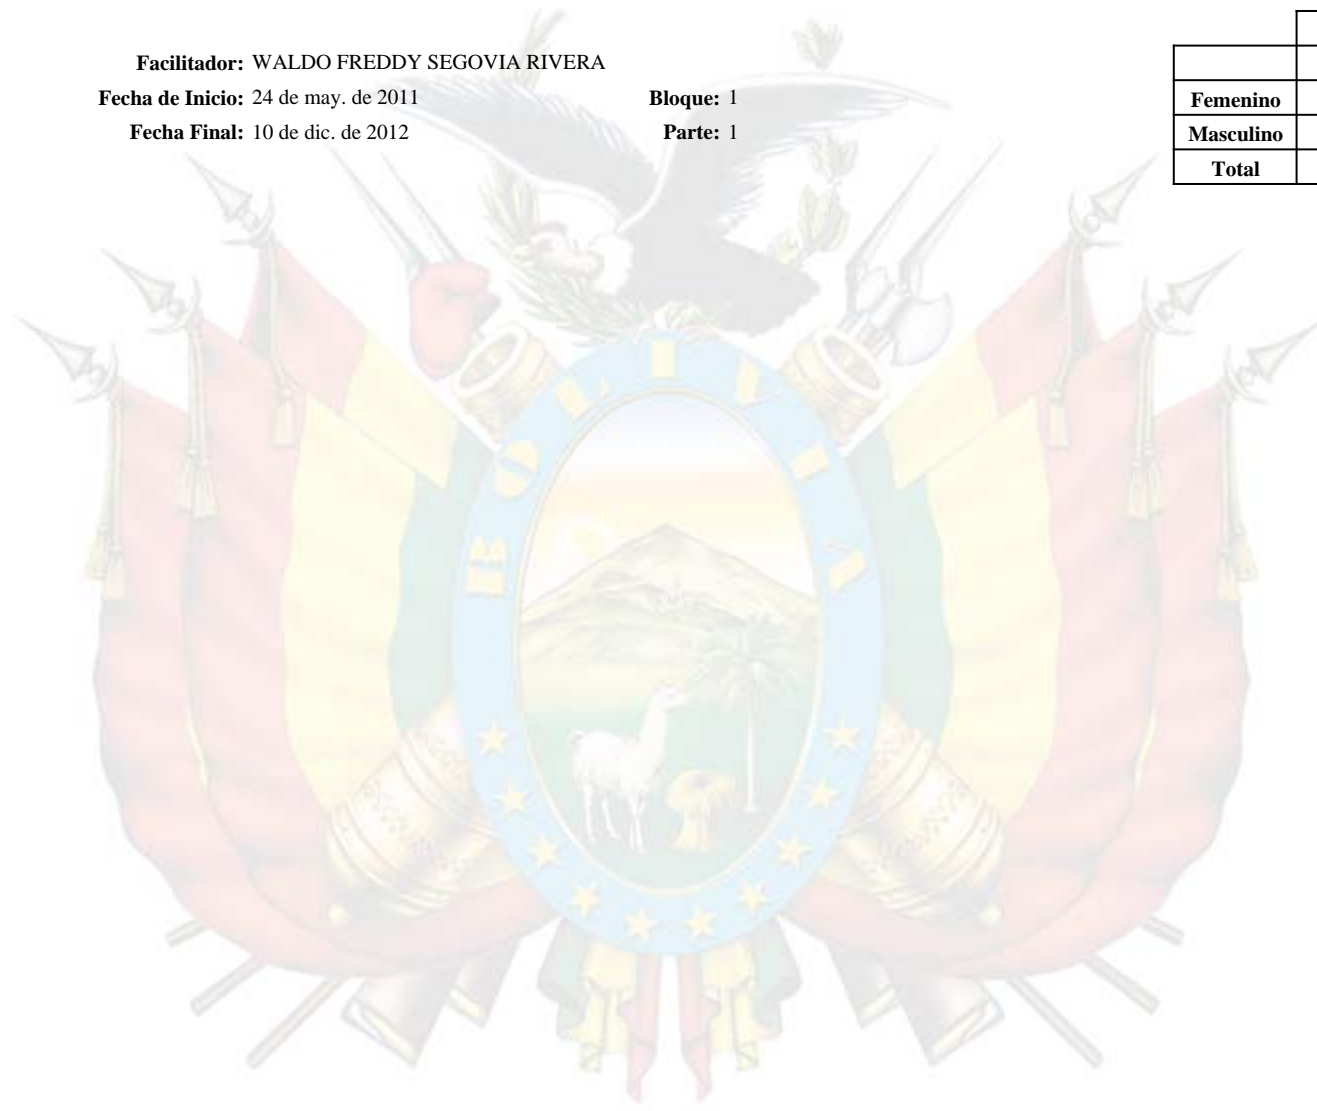 Facilitador: WALDO FREDDY SEGOVIA RIVERA
Fecha de Inicio: 24 de may. de 2011 Bloque: 1
Fecha Final: 10 de dic. de 2012 Parte: 1
Femenino
Masculino
Total
BOLIVIA